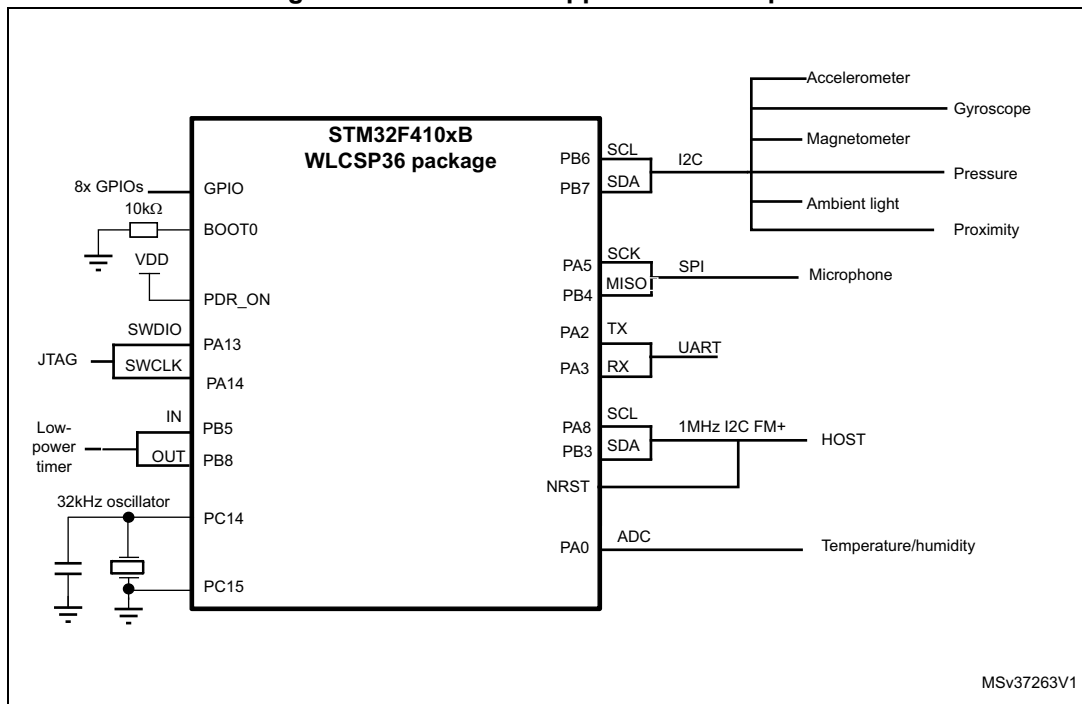 STM32F410xB
WLCSP36 package
8x GPIOs
GPIO
10kΩ
BOOT0
VDD
PDR_ON
SWDIO
PA13
JTAG
SWCLK
PA14
IN
PB5
Low-
power
timer
OUT
PB8
32kHz oscillator
PC14
PC15
PB6
SCL
I2C
PB7
SDA
Accelerometer
Gyroscope
Magnetometer
Pressure
Ambient light
Proximity
PA5
SCK
SPI
Microphone
MISO
PB4
PA2
TX
UART
PA3
RX
PA8
SCL
1MHz I2C FM+
HOST
PB3
SDA
NRST
PA0
ADC
Temperature/humidity
MSv37263V1